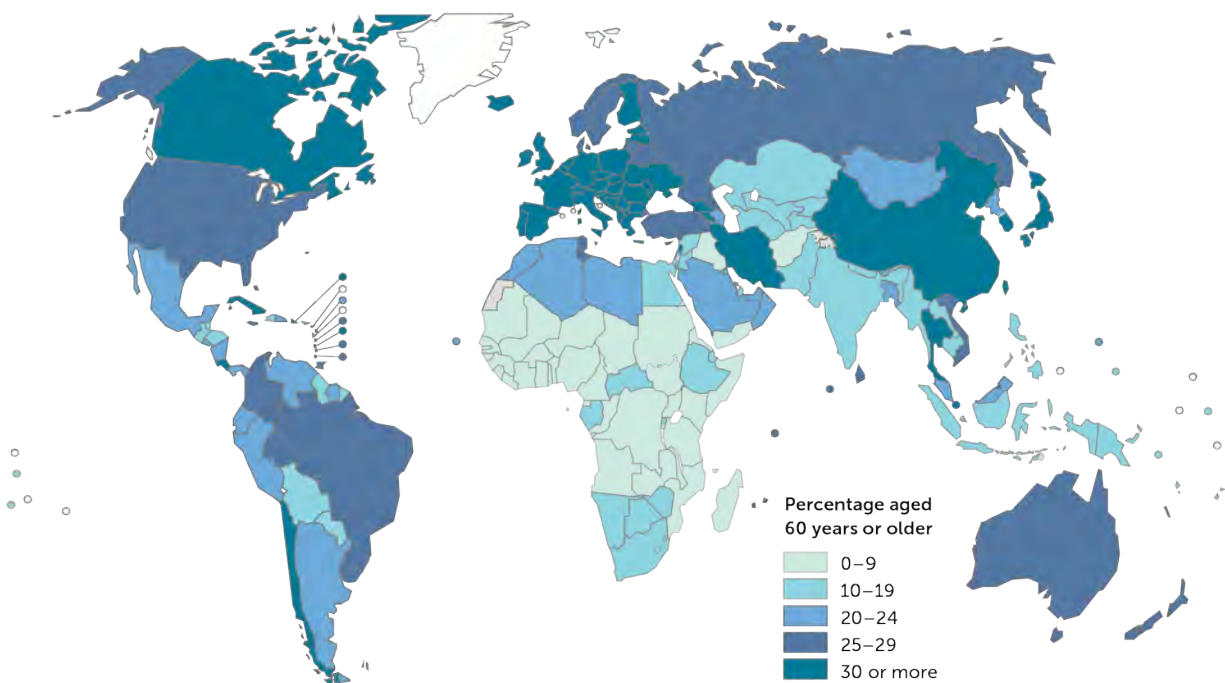 Percentage aged
60 years or older
0–9
10–19
20–24
25–29
30 or more